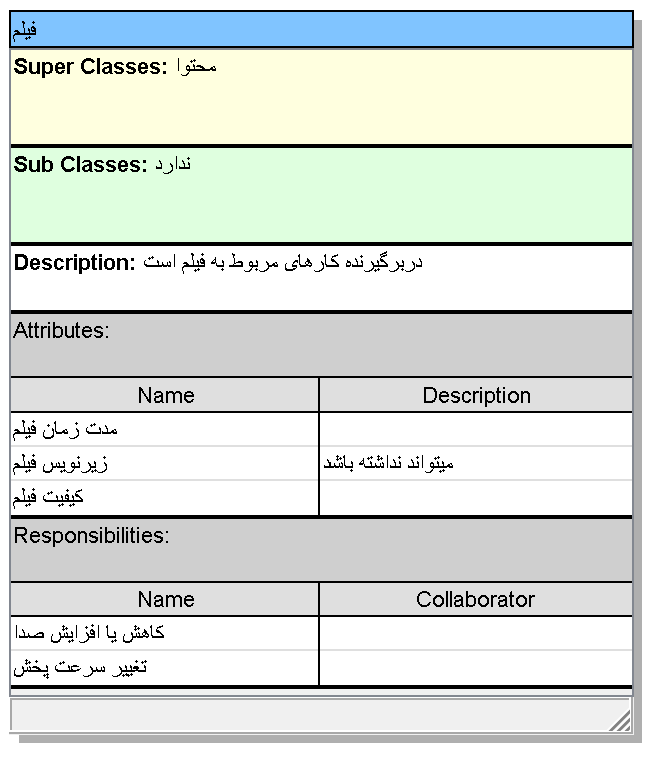 فیلم
Super Classes: محتوا
Sub Classes: ندارد
Description: دربرگیرنده کارهای مربوط به فیلم است
Attributes:
Name Description
مدت زمان فیلم
زیرنویس فیلم میتواند نداشته باشد
کیفیت فیلم
Responsibilities:
Name Collaborator
کاهش یا افزایش صدا
تغییر سرعت پخش